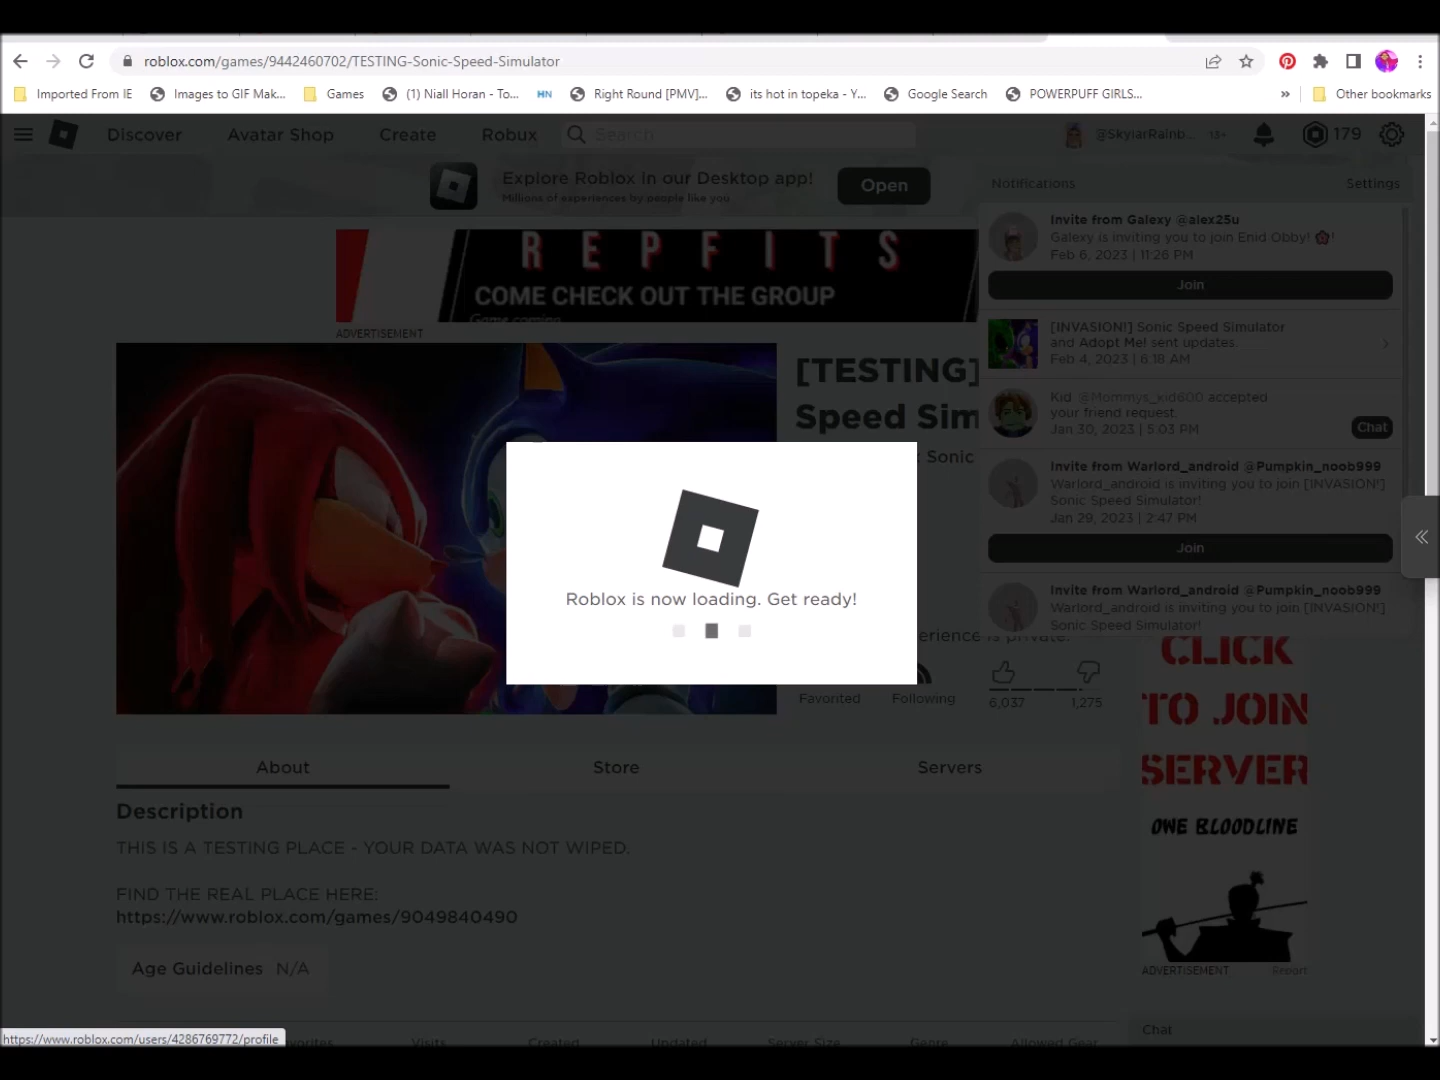 roblox.com/games/9442460702/TESTING-Sonic-Speed-Simulator
Imported From IE
Images to GIF Mak...
Games
(1) Niall Horan - To...
HN
Right Round [PMV]...
its hot in topeka - Y...
Google Search
POWERPUFF GIRLS...
»
Other bookmarks
Discover
Avatar Shop
Create
Robux
Search
@SkylarRainb...
13+
179
Explore Roblox in our Desktop app!
Millions of experiences by people like you
Open
Notifications
Settings
Invite from Galexy @alex25u
Galexy is inviting you to join Enid Obby! !
Feb 6, 2023 | 11:26 PM
Join
[INVASION!] Sonic Speed Simulator
and Adopt Me! sent updates.
Feb 4, 2023 | 6:18 AM
Kid @Mommys_kid600 accepted
your friend request.
Jan 30, 2023 | 5:03 PM
Chat
Invite from Warlord_android @Pumpkin_noob999
Warlord_android is inviting you to join [INVASION!]
Sonic Speed Simulator!
Jan 29, 2023 | 2:47 PM
Join
Invite from Warlord_android @Pumpkin_noob999
Warlord_android is inviting you to join [INVASION!]
Sonic Speed Simulator!
REPFITS
COME CHECK OUT THE GROUP
Game coming
ADVERTISEMENT
[TESTING]
Speed Sim
Sonic
Roblox is now loading. Get ready!
erience is private.
Favorited
Following
6,037
1,275
CLICK
TO JOIN
SERVER
OWE BLOODLINE
ADVERTISEMENT
Report
About
Store
Servers
Description
THIS IS A TESTING PLACE - YOUR DATA WAS NOT WIPED.
FIND THE REAL PLACE HERE:
https://www.roblox.com/games/9049840490
Age Guidelines N/A
https://www.roblox.com/users/4286769772/profile
vorites
Visits
Created
Updated
Server Size
Genre
Allowed Gear
Chat